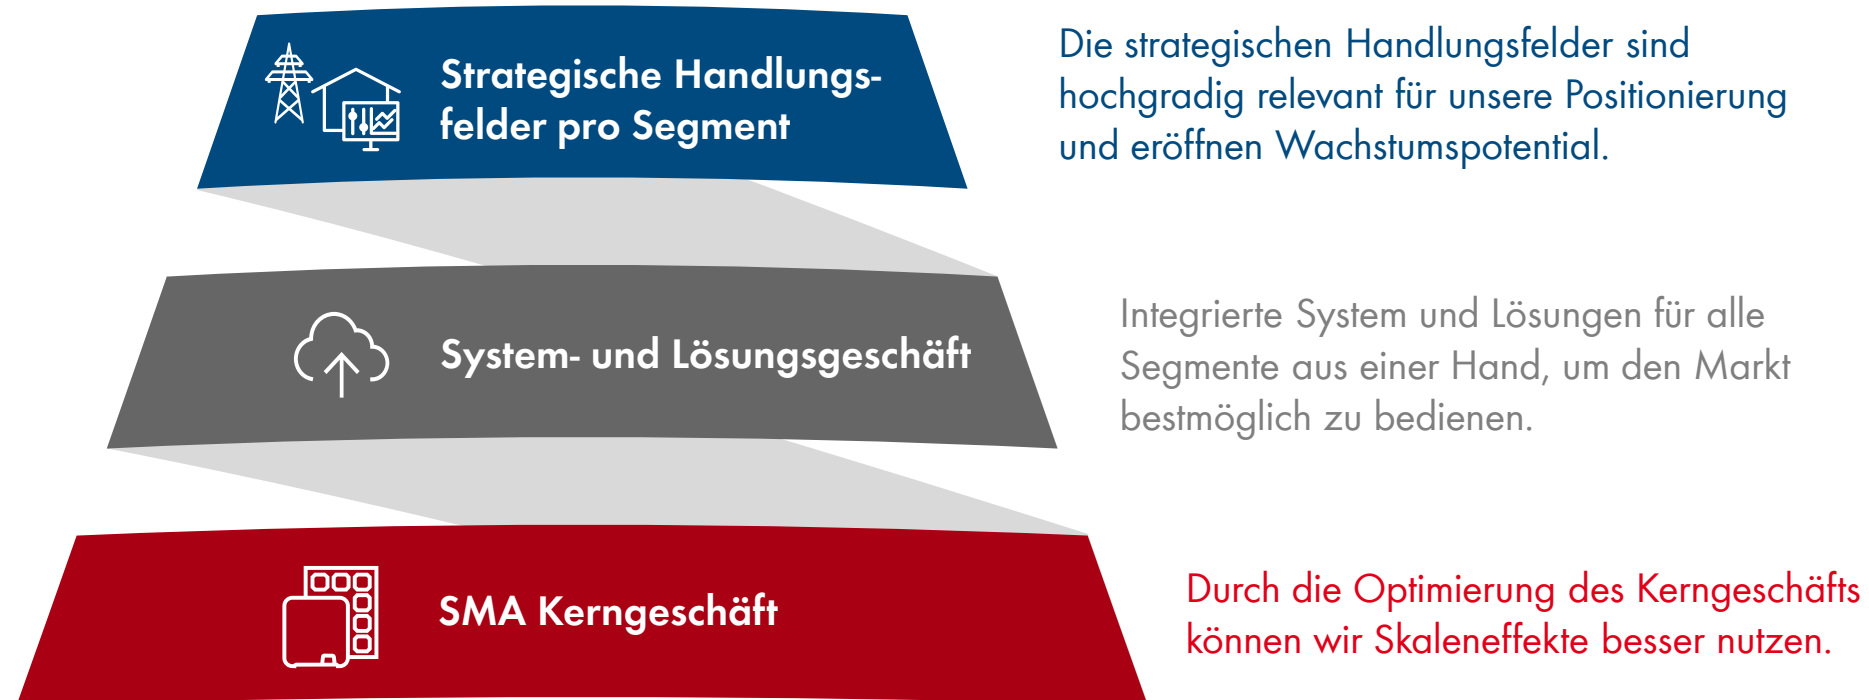 Strategische Handlungs-
felder pro Segment
Die strategischen Handlungsfelder sind
hochgradig relevant für unsere Positionierung
und eröffnen Wachstumspotential.
System- und Lösungsgeschäft
Integrierte System und Lösungen für alle
Segmente aus einer Hand, um den Markt
bestmöglich zu bedienen.
SMA Kerngeschäft
Durch die Optimierung des Kerngeschäfts
können wir Skaleneffekte besser nutzen.